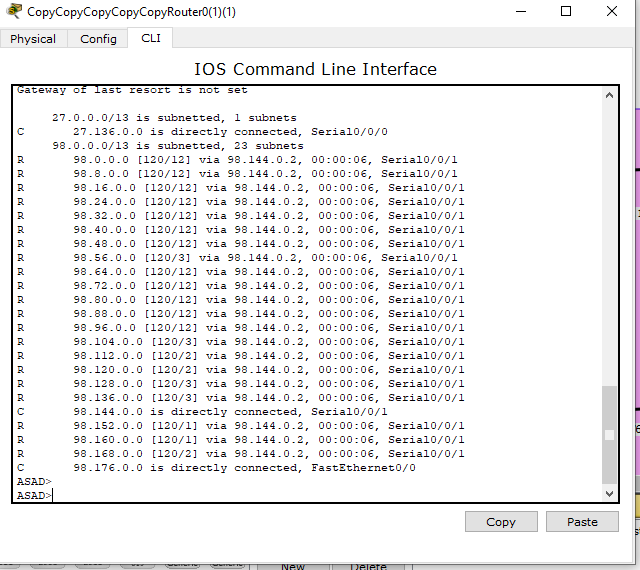 CopyCopyCopyCopyCopyRouter0(1)(1)
Physical Config CLI
IOS Command Line Interface
Gateway of last resort is not set
27.0.0.0/13 is subnetted, 1 subnets
C 27.136.0.0 is directly connected, Serial0/0/0
98.0.0.0/13 is subnetted, 23 subnets
R 98.0.0.0 [120/12] via 98.144.0.2, 00:00:06, Serial0/0/1
R 98.8.0.0 [120/12] via 98.144.0.2, 00:00:06, Serial0/0/1
R 98.16.0.0 [120/12] via 98.144.0.2, 00:00:06, Serial0/0/1
R 98.24.0.0 [120/12] via 98.144.0.2, 00:00:06, Serial0/0/1
R 98.32.0.0 [120/12] via 98.144.0.2, 00:00:06, Serial0/0/1
R 98.40.0.0 [120/12] via 98.144.0.2, 00:00:06, Serial0/0/1
R 98.48.0.0 [120/12] via 98.144.0.2, 00:00:06, Serial0/0/1
R 98.56.0.0 [120/3] via 98.144.0.2, 00:00:06, Serial0/0/1
R 98.64.0.0 [120/12] via 98.144.0.2, 00:00:06, Serial0/0/1
R 98.72.0.0 [120/12] via 98.144.0.2, 00:00:06, Serial0/0/1
R 98.80.0.0 [120/12] via 98.144.0.2, 00:00:06, Serial0/0/1
R 98.88.0.0 [120/12] via 98.144.0.2, 00:00:06, Serial0/0/1
R 98.96.0.0 [120/12] via 98.144.0.2, 00:00:06, Serial0/0/1
R 98.104.0.0 [120/3] via 98.144.0.2, 00:00:06, Serial0/0/1
R 98.112.0.0 [120/2] via 98.144.0.2, 00:00:06, Serial0/0/1
R 98.120.0.0 [120/2] via 98.144.0.2, 00:00:06, Serial0/0/1
R 98.128.0.0 [120/3] via 98.144.0.2, 00:00:06, Serial0/0/1
R 98.136.0.0 [120/3] via 98.144.0.2, 00:00:06, Serial0/0/1
C 98.144.0.0 is directly connected, Serial0/0/1
R 98.152.0.0 [120/1] via 98.144.0.2, 00:00:06, Serial0/0/1
R 98.160.0.0 [120/1] via 98.144.0.2, 00:00:06, Serial0/0/1
R 98.168.0.0 [120/2] via 98.144.0.2, 00:00:06, Serial0/0/1
C 98.176.0.0 is directly connected, FastEthernet0/0
ASAD>
ASAD>
Copy Paste
New Delete